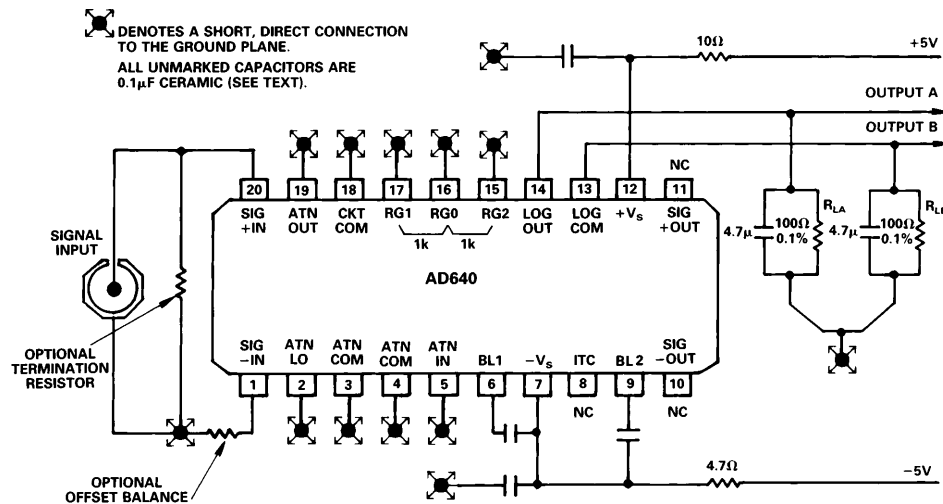 DENOTES A SHORT, DIRECT CONNECTION
TO THE GROUND PLANE.
ALL UNMARKED CAPACITORS ARE
0.1µF CERAMIC (SEE TEXT).
10Ω
+5V
OUTPUT A
OUTPUT B
NC
20
19
18
17
16
15
14
13
12
11
SIG
+IN
ATN
OUT
CKT
COM
RG1
RG0
RG2
LOG
OUT
LOG
COM
+VS
SIG
+OUT
1k
1k
AD640
SIGNAL
INPUT
OPTIONAL
TERMINATION
RESISTOR
4.7µ
100Ω
0.1%
RLA
4.7µ
100Ω
0.1%
SIG
−IN
ATN
LO
ATN
COM
ATN
COM
ATN
IN
BL1
−VS
ITC
BL2
SIG
−OUT
1
2
3
4
5
6
7
8
9
10
NC
NC
OPTIONAL
OFFSET BALANCE
4.7Ω
−5V